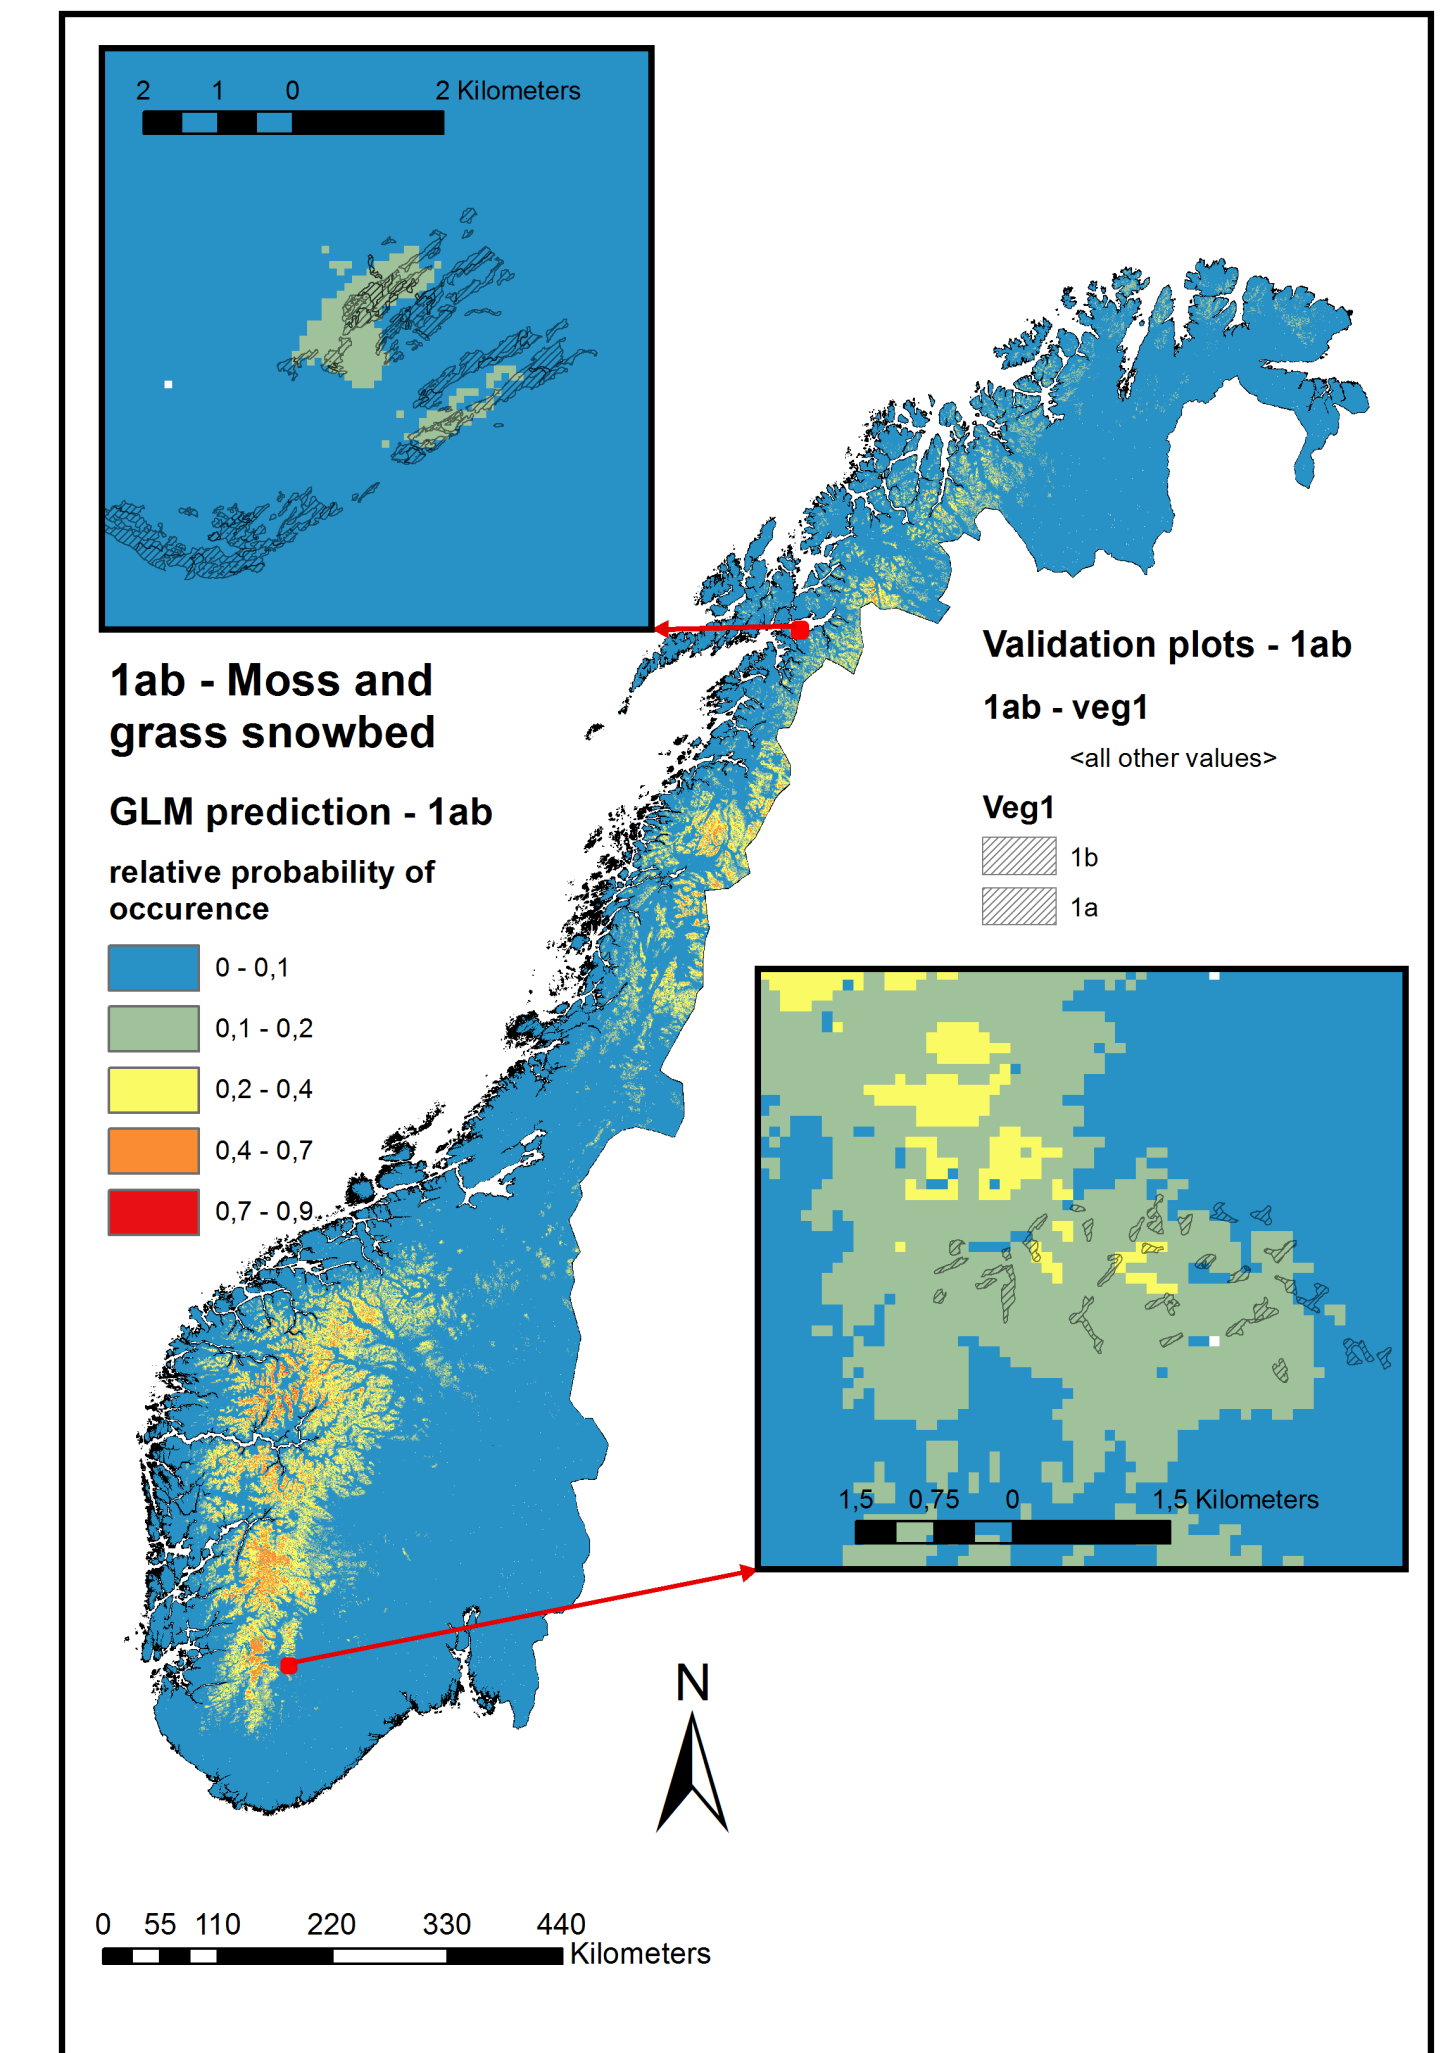 2 1 0 2 Kilometers
1ab - Moss and
grass snowbed
GLM prediction - 1ab
relative probability of
occurence
0 - 0,1
0,1 - 0,2
0,2 - 0,4
0,4 - 0,7
0,7 - 0,9
Validation plots - 1ab
1ab - veg1
<all other values>
Veg1
1b
1a
1,5 0,75 0 1,5 Kilometers
N
0 55 110 220 330 440
Kilometers